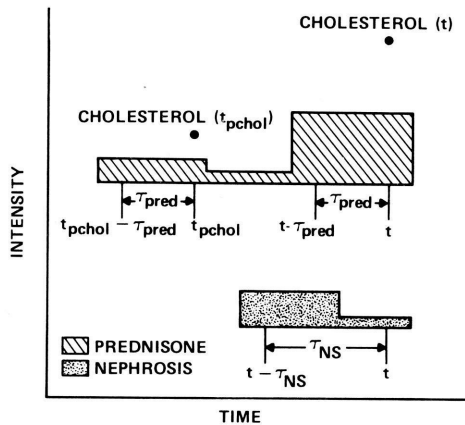 CHOLESTEROL (t)
CHOLESTEROL (tpchol)
τpred
τpred
tpchol − τpred
tpchol
t-τpred
t
INTENSITY
PREDNISONE
NEPHROSIS
τNS
t − τNS
t
TIME